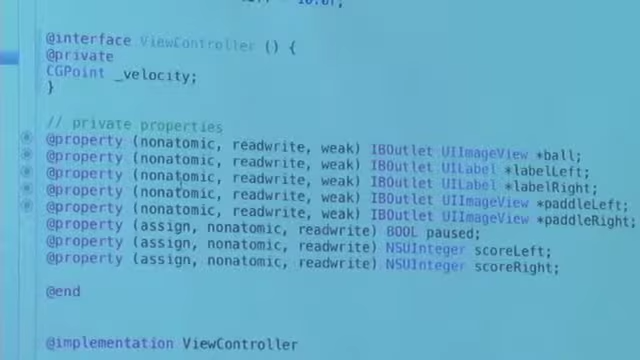 @interface ViewController () {
@private
CGPoint _velocity;
}
// private properties
@property (nonatomic, readwrite, weak) IBOutlet UIImageView *ball;
@property (nonatomic, readwrite, weak) IBOutlet UILabel *labelLeft;
@property (nonatomic, readwrite, weak) IBOutlet UILabel *labelRight;
@property (nonatomic, readwrite, weak) IBOutlet UIImageView *paddleLeft;
@property (nonatomic, readwrite, weak) IBOutlet UIImageView *paddleRight;
@property (assign, nonatomic, readwrite) BOOL paused;
@property (assign, nonatomic, readwrite) NSUInteger scoreLeft;
@property (assign, nonatomic, readwrite) NSUInteger scoreRight;
@end
@implementation ViewController